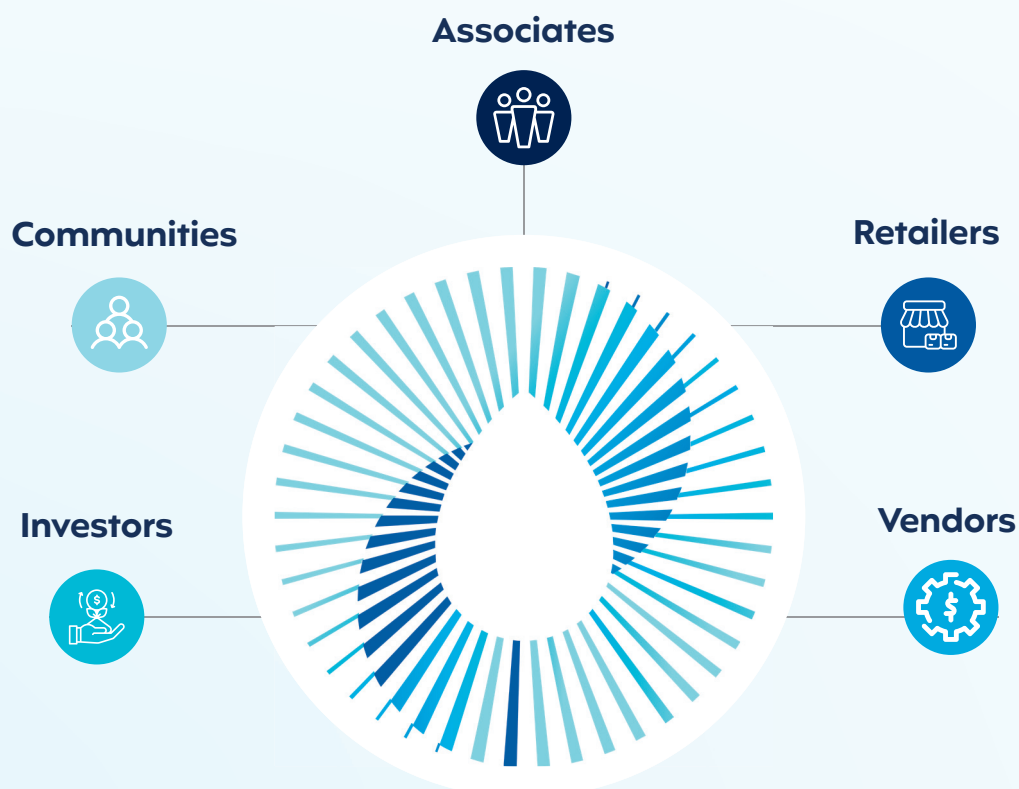 Associates
Communities
Retailers
Investors
Vendors
$
$